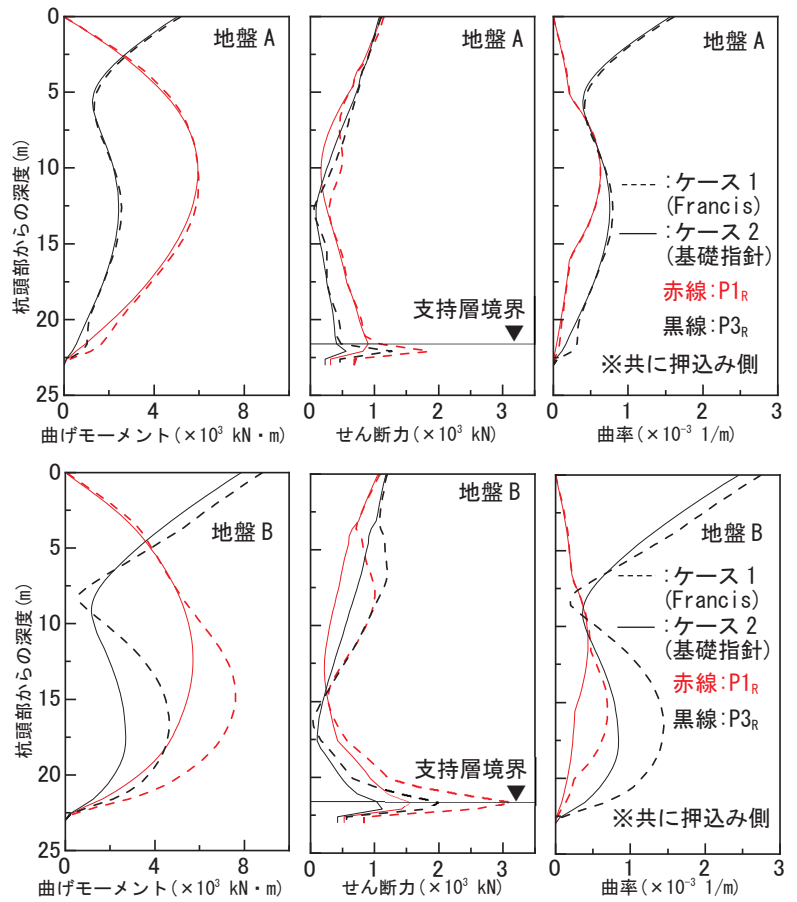 0
5
10
15
20
25
杭頭部からの深度(m)
地盤A
0 4 8
曲げモーメント(×10³ kN・m)
地盤A
支持層境界
0 1 2 3
せん断力(×10³ kN)
地盤A
:ケース1
(Francis)
:ケース2
(基礎指針)
赤線:P1R
黒線:P3R
※共に押込み側
0 1 2 3
曲率(×10⁻³ 1/m)
0
5
10
15
20
25
杭頭部からの深度(m)
地盤B
0 4 8
曲げモーメント(×10³ kN・m)
地盤B
支持層境界
0 1 2 3
せん断力(×10³ kN)
地盤B
:ケース1
(Francis)
:ケース2
(基礎指針)
赤線:P1R
黒線:P3R
※共に押込み側
0 1 2 3
曲率(×10⁻³ 1/m)